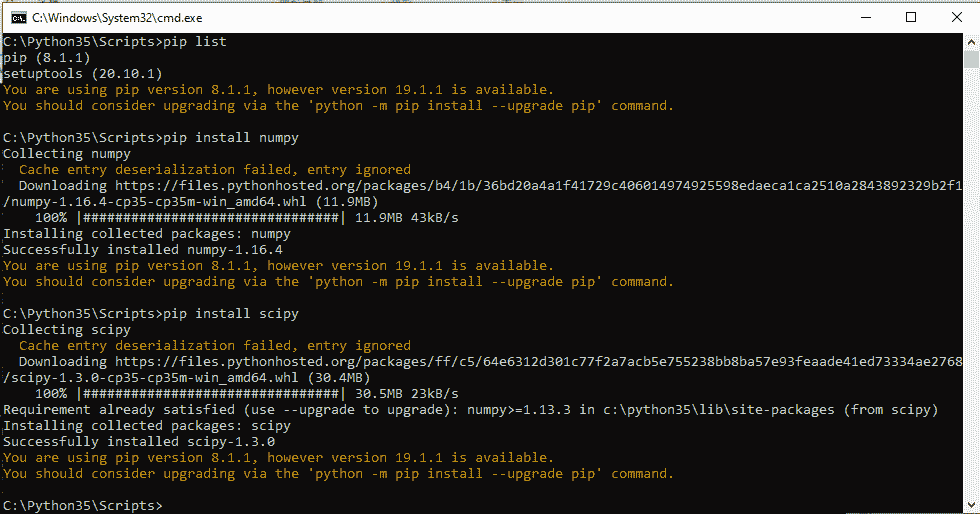 C:\Windows\System32\cmd.exe
C:\Python35\Scripts>pip list
pip (8.1.1)
setuptools (20.10.1)
You are using pip version 8.1.1, however version 19.1.1 is available.
You should consider upgrading via the 'python -m pip install --upgrade pip' command.
C:\Python35\Scripts>pip install numpy
Collecting numpy
Cache entry deserialization failed, entry ignored
Downloading https://files.pythonhosted.org/packages/b4/1b/36bd20a4a1f41729c406014974925598edaeca1ca2510a2843892329b2f1
/numpy-1.16.4-cp35-cp35m-win_amd64.whl (11.9MB)
100% |################################| 11.9MB 43kB/s
Installing collected packages: numpy
Successfully installed numpy-1.16.4
You are using pip version 8.1.1, however version 19.1.1 is available.
You should consider upgrading via the 'python -m pip install --upgrade pip' command.
C:\Python35\Scripts>pip install scipy
Collecting scipy
Cache entry deserialization failed, entry ignored
Downloading https://files.pythonhosted.org/packages/ff/c5/64e6312d301c77f2a7acb5e755238bb8ba57e93feaade41ed73334ae2768
/scipy-1.3.0-cp35-cp35m-win_amd64.whl (30.4MB)
100% |################################| 30.5MB 23kB/s
Requirement already satisfied (use --upgrade to upgrade): numpy>=1.13.3 in c:\python35\lib\site-packages (from scipy)
Installing collected packages: scipy
Successfully installed scipy-1.3.0
You are using pip version 8.1.1, however version 19.1.1 is available.
You should consider upgrading via the 'python -m pip install --upgrade pip' command.
C:\Python35\Scripts>